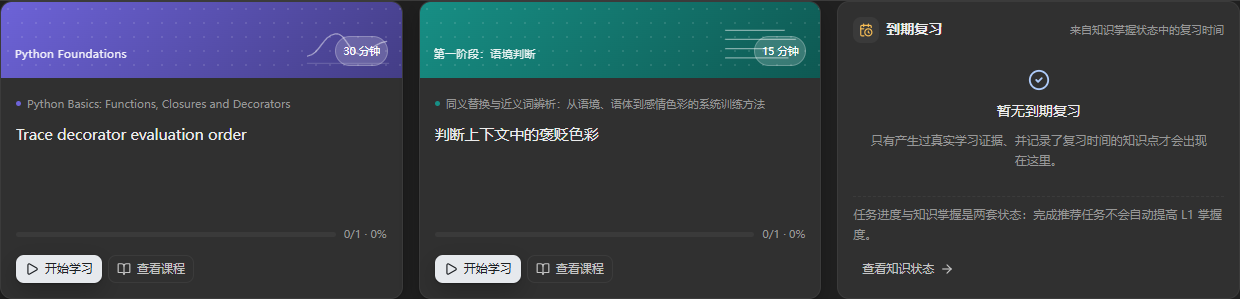 Python Foundations
30 分钟
Python Basics: Functions, Closures and Decorators
Trace decorator evaluation order
0/1 · 0%
开始学习
查看课程
第一阶段：语境判断
15 分钟
同义替换与近义词辨析：从语境、语体到感情色彩的系统训练方法
判断上下文中的褒贬色彩
0/1 · 0%
开始学习
查看课程
到期复习
来自知识掌握状态中的复习时间
暂无到期复习
只有产生过真实学习证据、并记录了复习时间的知识点才会出现
在这里。
任务进度与知识掌握是两套状态：完成推荐任务不会自动提高 L1 掌握
度。
查看知识状态